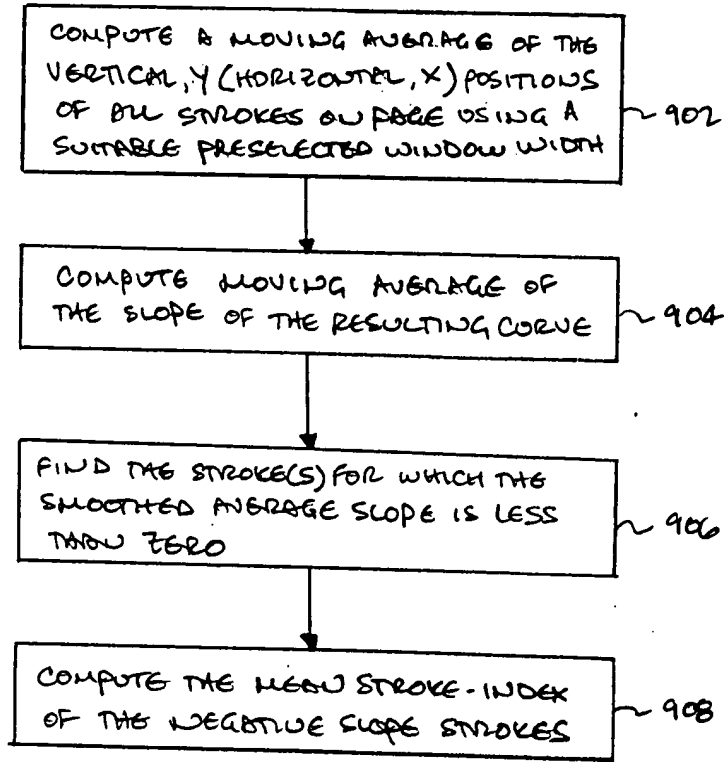 COMPUTE A MOVING AVERAGE OF THE
VERTICAL, Y (HORIZONTAL, X) POSITIONS
OF ALL STROKES ON PAGE USING A
SUITABLE PRESELECTED WINDOW WIDTH
902
COMPUTE MOVING AVERAGE OF
THE SLOPE OF THE RESULTING CURVE
904
FIND THE STROKE(S) FOR WHICH THE
SMOOTHED AVERAGE SLOPE IS LESS
THAN ZERO
906
COMPUTE THE MEAN STROKE-INDEX
OF THE NEGATIVE SLOPE STROKES
908